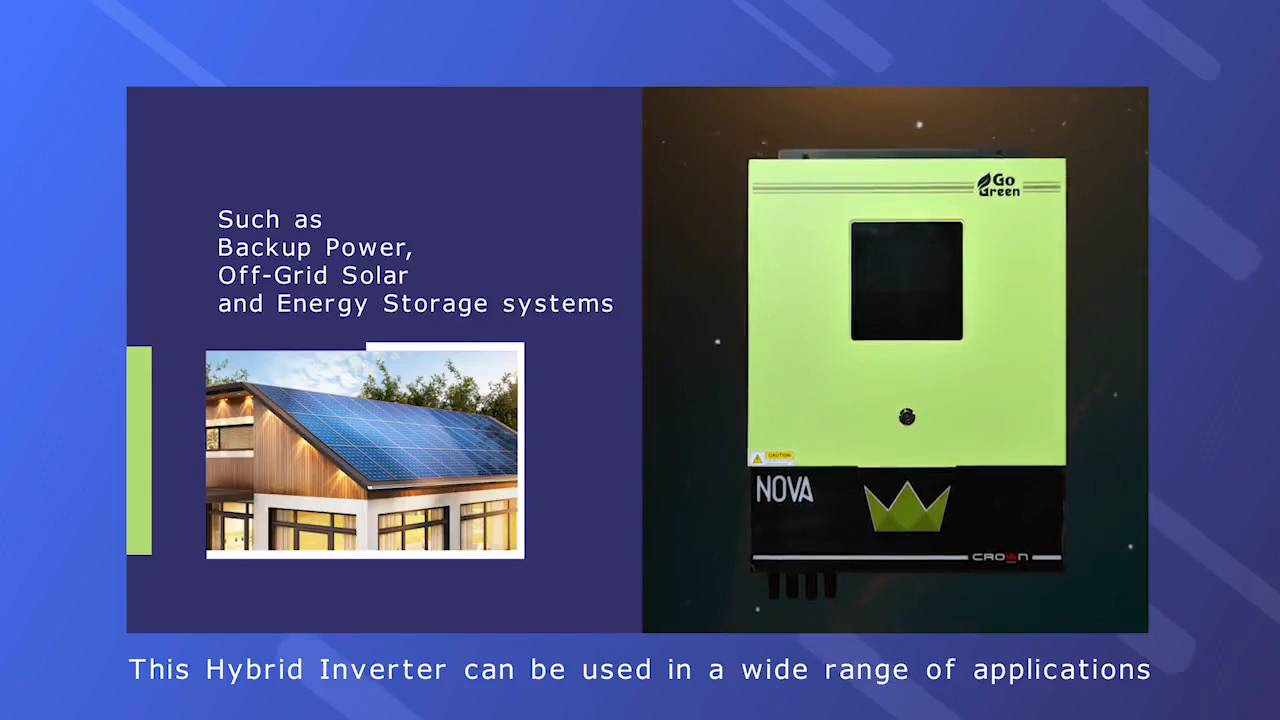 Such as
Backup Power,
Off-Grid Solar
and Energy Storage systems
Go
Green
CAUTION
NOVA
CROWN
This Hybrid Inverter can be used in a wide range of applications